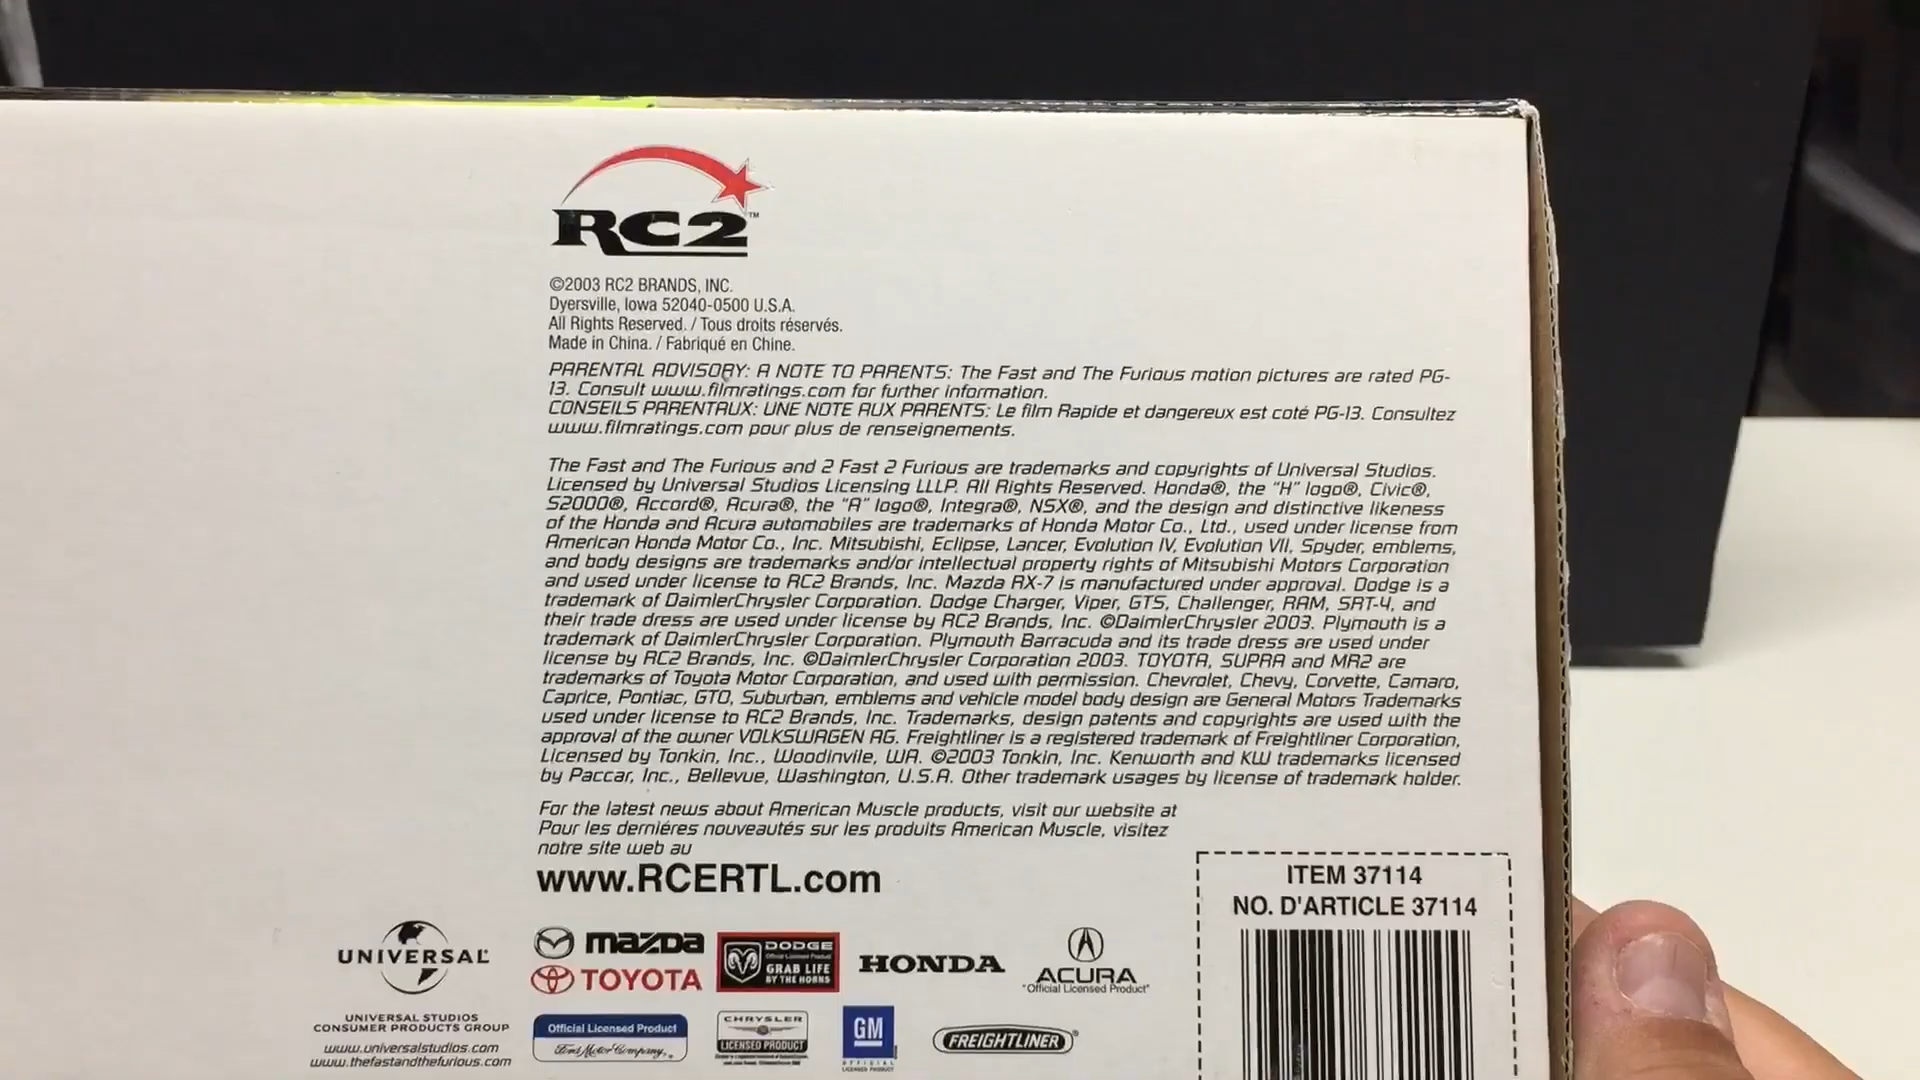 RC2™
©2003 RC2 BRANDS, INC.
Dyersville, Iowa 52040-0500 U.S.A.
All Rights Reserved. / Tous droits réservés.
Made in China. / Fabriqué en Chine.
PARENTAL ADVISORY: A NOTE TO PARENTS: The Fast and The Furious motion pictures are rated PG-
13. Consult www.filmratings.com for further information.
CONSEILS PARENTAUX: UNE NOTE AUX PARENTS: Le film Rapide et dangereux est coté PG-13. Consultez
www.filmratings.com pour plus de renseignements.
The Fast and The Furious and 2 Fast 2 Furious are trademarks and copyrights of Universal Studios.
Licensed by Universal Studios Licensing LLLP. All Rights Reserved. Honda®, the "H" logo®, Civic®,
S2000®, Accord®, Acura®, the "A" logo®, Integra®, NSX®, and the design and distinctive likeness
of the Honda and Acura automobiles are trademarks of Honda Motor Co., Ltd., used under license from
American Honda Motor Co., Inc. Mitsubishi, Eclipse, Lancer, Evolution IV, Evolution VII, Spyder, emblems,
and body designs are trademarks and/or intellectual property rights of Mitsubishi Motors Corporation
and used under license to RC2 Brands, Inc. Mazda RX-7 is manufactured under approval. Dodge is a
trademark of DaimlerChrysler Corporation. Dodge Charger, Viper, GTS, Challenger, RAM, SRT-4, and
their trade dress are used under license by RC2 Brands, Inc. ©DaimlerChrysler 2003. Plymouth is a
trademark of DaimlerChrysler Corporation. Plymouth Barracuda and its trade dress are used under
license by RC2 Brands, Inc. ©DaimlerChrysler Corporation 2003. TOYOTA, SUPRA and MR2 are
trademarks of Toyota Motor Corporation, and used with permission. Chevrolet, Chevy, Corvette, Camaro,
Caprice, Pontiac, GTO, Suburban, emblems and vehicle model body design are General Motors Trademarks
used under license to RC2 Brands, Inc. Trademarks, design patents and copyrights are used with the
approval of the owner VOLKSWAGEN AG. Freightliner is a registered trademark of Freightliner Corporation,
Licensed by Tonkin, Inc., Woodinvile, WA. ©2003 Tonkin, Inc. Kenworth and KW trademarks licensed
by Paccar, Inc., Bellevue, Washington, U.S.A. Other trademark usages by license of trademark holder.
For the latest news about American Muscle products, visit our website at
Pour les derniéres nouveautés sur les produits American Muscle, visitez
notre site web au
www.RCERTL.com
ITEM 37114
NO. D'ARTICLE 37114
UNIVERSAL®
UNIVERSAL STUDIOS
CONSUMER PRODUCTS GROUP
www.universalstudios.com
www.thefastandthefurious.com
mazda
TOYOTA
DODGE
Official Licensed Product
GRAB LIFE
BY THE HORNS
HONDA
ACURA
"Official Licensed Product"
Official Licensed Product
Ford Motor Company,
CHRYSLER
LICENSED PRODUCT
GM
OFFICIAL
LICENSED PRODUCT
FREIGHTLINER®